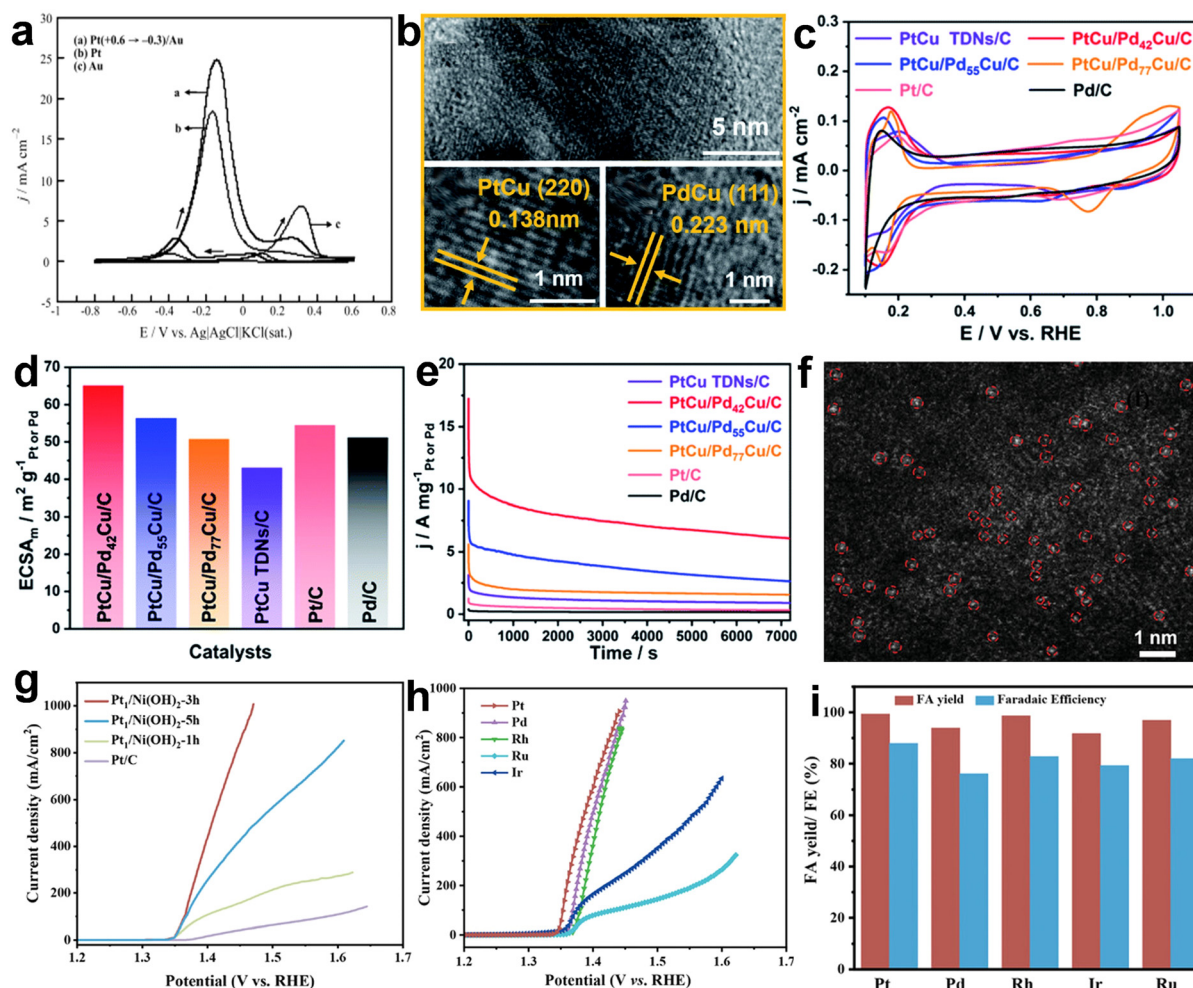 a
(a) Pt(+0.6 → −0.3)/Au
(b) Pt
(c) Au
a
b
c
30
25
20
15
10
5
0
5
-1
-0.8
-0.6
-0.4
-0.2
0
0.2
0.4
0.6
0.8
j / mA cm⁻²
E / V vs. Ag|AgCl|KCl(sat.)
b
5 nm
PtCu (220)
0.138nm
1 nm
PdCu (111)
0.223 nm
1 nm
c
PtCu TDNs/C
PtCu/Pd₄₂Cu/C
PtCu/Pd₅₅Cu/C
PtCu/Pd₇₇Cu/C
Pt/C
Pd/C
0.3
0.2
0.1
0.0
-0.1
-0.2
0.2
0.4
0.6
0.8
1.0
j / mA cm⁻²
E / V vs. RHE
d
70
60
50
40
30
20
10
0
ECSAₘ / m² g⁻¹ Pt or Pd
PtCu/Pd₄₂Cu/C
PtCu/Pd₅₅Cu/C
PtCu/Pd₇₇Cu/C
PtCu TDNs/C
Pt/C
Pd/C
Catalysts
e
PtCu TDNs/C
PtCu/Pd₄₂Cu/C
PtCu/Pd₅₅Cu/C
PtCu/Pd₇₇Cu/C
Pt/C
Pd/C
20
15
10
5
0
0 1000 2000 3000 4000 5000 6000 7000
j / A mg⁻¹ Pt or Pd
Time / s
f
1 nm
g
Pt₁/Ni(OH)₂-3h
Pt₁/Ni(OH)₂-5h
Pt₁/Ni(OH)₂-1h
Pt/C
1000
800
600
400
200
0
1.2
1.3
1.4
1.5
1.6
1.7
Current density (mA/cm²)
Potential (V vs. RHE)
h
Pt
Pd
Rh
Ru
Ir
1000
800
600
400
200
0
1.2
1.3
1.4
1.5
1.6
1.7
Current density (mA/cm²)
Potential (V vs. RHE)
i
FA yield
Faradaic Efficiency
100
80
60
40
20
0
FA yeild/ FE (%)
Pt
Pd
Rh
Ir
Ru